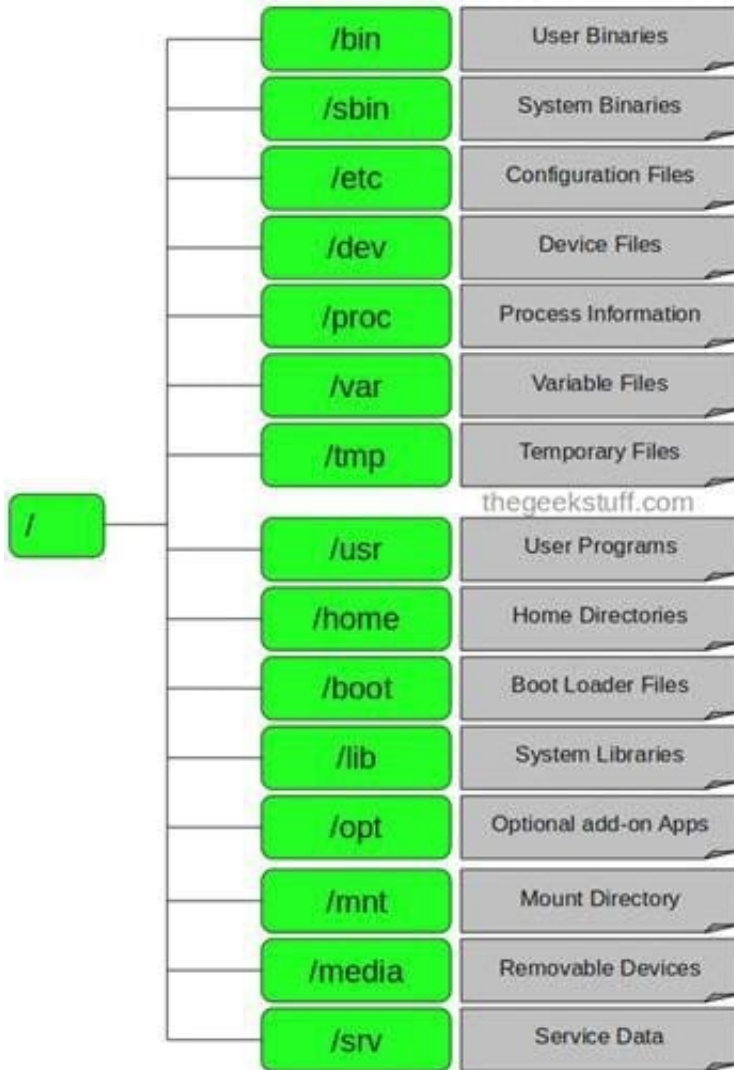 /bin
User Binaries
/sbin
System Binaries
/etc
Configuration Files
/dev
Device Files
/proc
Process Information
/var
Variable Files
/tmp
Temporary Files
thegeekstuff.com
/
/usr
User Programs
/home
Home Directories
/boot
Boot Loader Files
/lib
System Libraries
/opt
Optional add-on Apps
/mnt
Mount Directory
/media
Removable Devices
/srv
Service Data